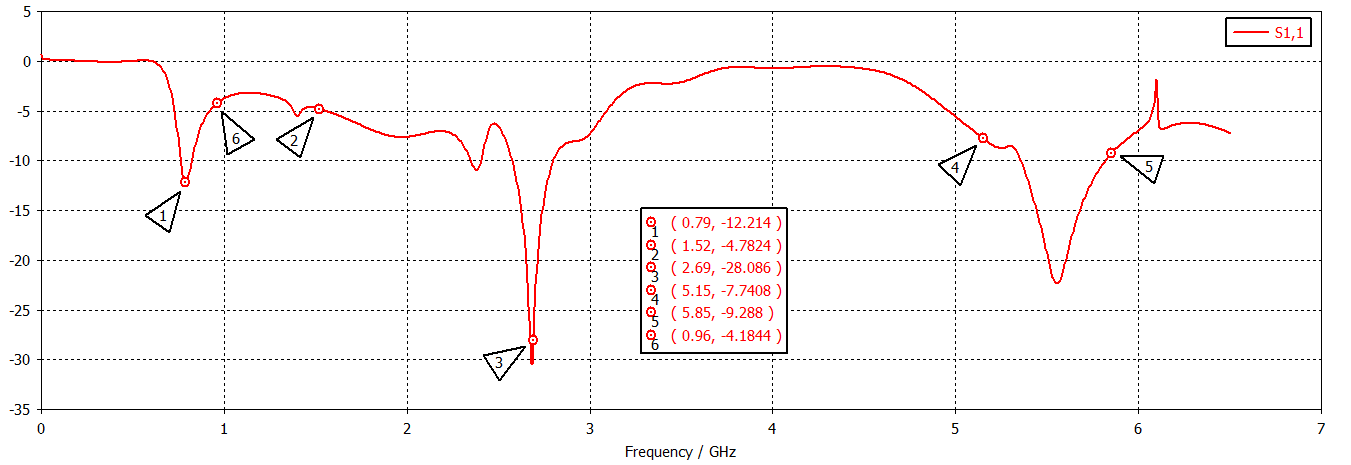 5
S1,1
0
-5
6
2
-10
4
5
1
-15
( 0.79, -12.214 )
1
( 1.52, -4.7824 )
2
-20
( 2.69, -28.086 )
3
( 5.15, -7.7408 )
4
-25
( 5.85, -9.288 )
5
( 0.96, -4.1844 )
6
-30
3
-35
0 1 2 3 4 5 6 7
Frequency / GHz